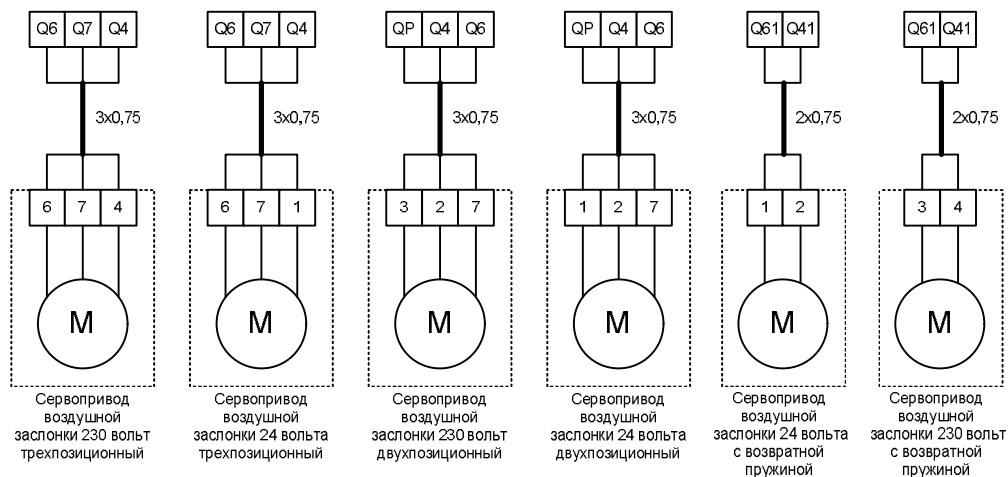 Q6 Q7 Q4 Q6 Q7 Q4 QP Q4 Q6 QP Q4 Q6 Q61 Q41 Q61 Q41
3x0,75 3x0,75 3x0,75 3x0,75 2x0,75 2x0,75
6 7 4 6 7 1 3 2 7 1 2 7 1 2 3 4
M M M M M M
Сервопривод
воздушной
заслонки 230 вольт
трехпозиционный
Сервопривод
воздушной
заслонки 24 вольта
трехпозиционный
Сервопривод
воздушной
заслонки 230 вольт
двухпозиционный
Сервопривод
воздушной
заслонки 24 вольта
двухпозиционный
Сервопривод
воздушной
заслонки 24 вольта
с возвратной
пружиной
Сервопривод
воздушной
заслонки 230 вольт
с возвратной
пружиной